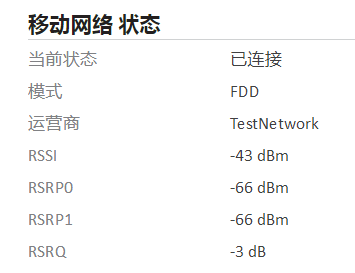 移动网络 状态
当前状态 已连接
模式 FDD
运营商 TestNetwork
RSSI -43 dBm
RSRP0 -66 dBm
RSRP1 -66 dBm
RSRQ -3 dB